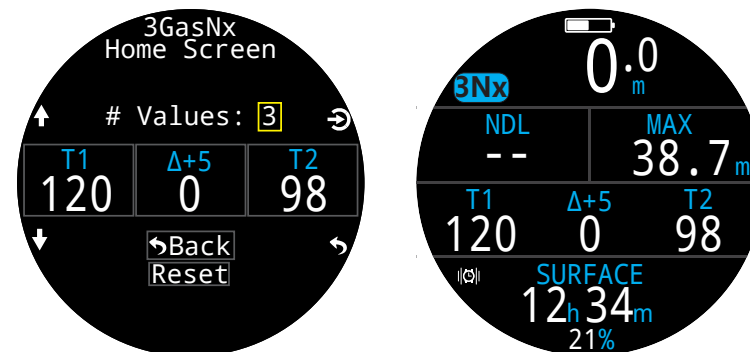 3GasNx
Home Screen
# Values: 3
T1 Δ+5 T2
120 0 98
Back
Reset
0.0
m
3Nx
NDL MAX
-- 38.7m
T1 Δ+5 T2
120 0 98
SURFACE
12h 34m
21%